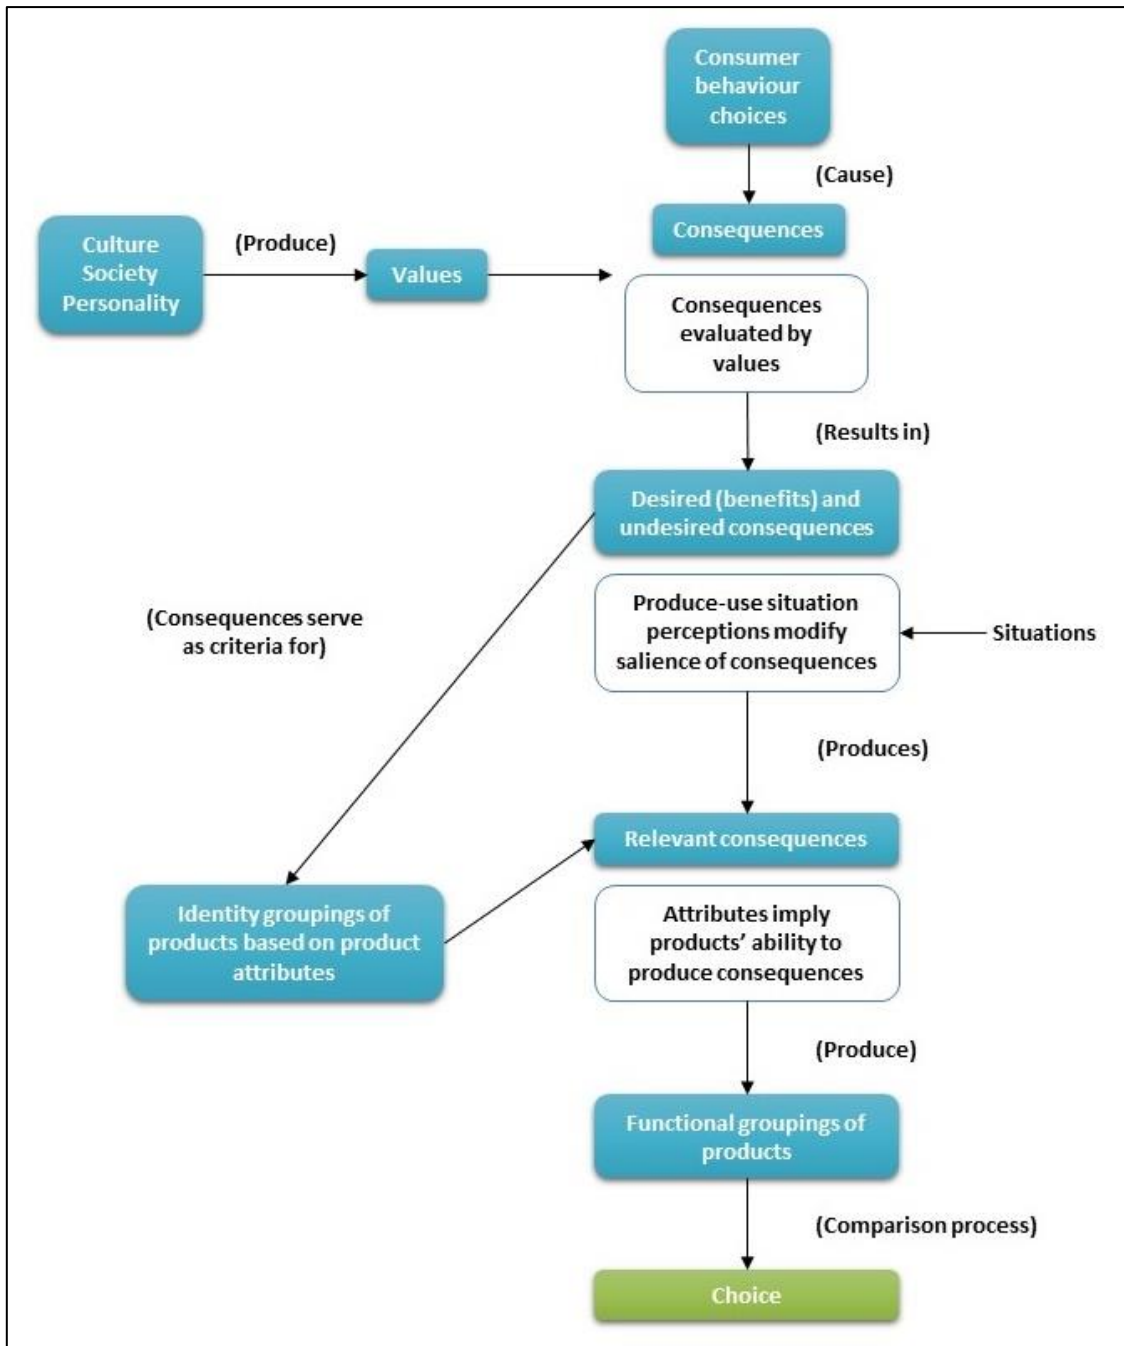 Consumer
behaviour
choices
(Cause)
Consequences
Culture
Society
Personality
(Produce)
Values
Consequences
evaluated by
values
(Results in)
Desired (benefits) and
undesired consequences
(Consequences serve
as criteria for)
Produce-use situation
perceptions modify
salience of consequences
Situations
(Produces)
Relevant consequences
Identity groupings of
products based on product
attributes
Attributes imply
products’ ability to
produce consequences
(Produce)
Functional groupings of
products
(Comparison process)
Choice